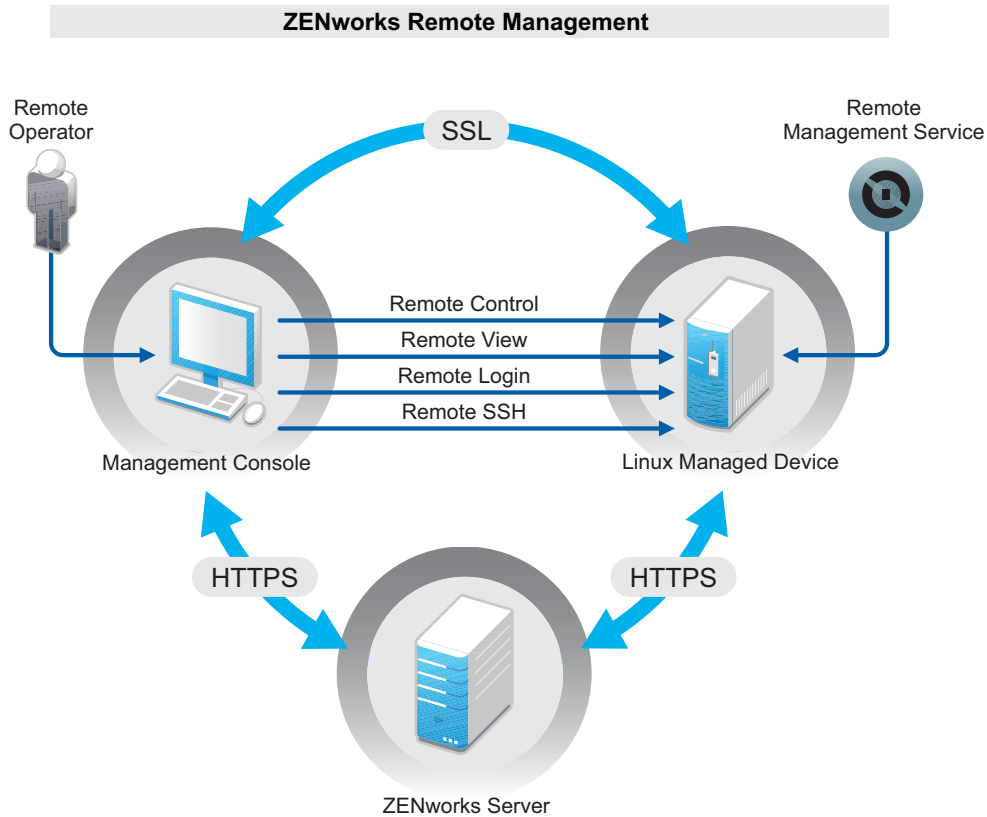 ZENworks Remote Management
Remote
Operator
SSL
Remote
Management Service
Remote Control
Remote View
Remote Login
Remote SSH
Management Console
Linux Managed Device
HTTPS
HTTPS
ZENworks Server